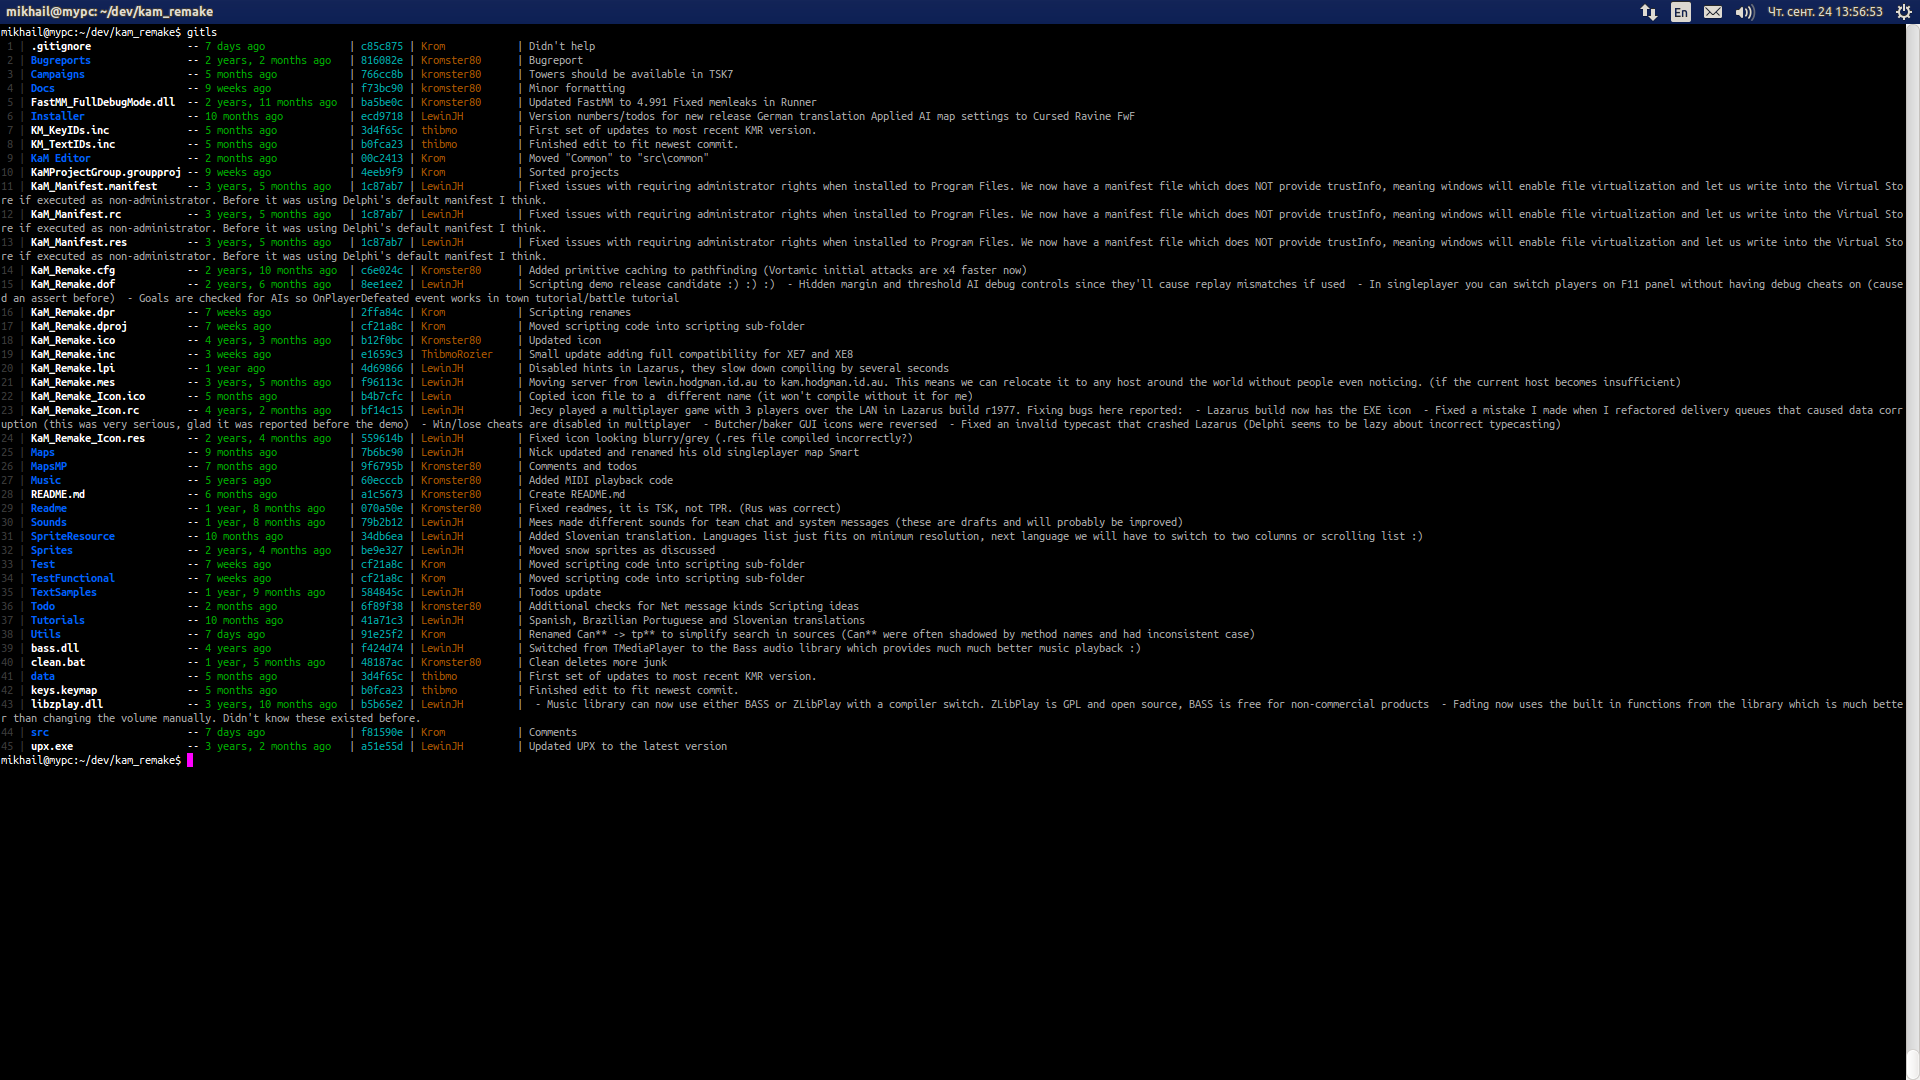 mikhail@mypc: ~/dev/kam_remake
En
Чт. сент. 24 13:56:53
mikhail@mypc:~/dev/kam_remake$ gitls
1 | .gitignore -- 7 days ago | c85c875 | Krom | Didn't help
2 | Bugreports -- 2 years, 2 months ago | 816082e | Kromster80 | Bugreport
3 | Campaigns -- 5 months ago | 766cc8b | kromster80 | Towers should be available in TSK7
4 | Docs -- 9 weeks ago | f73bc90 | kromster80 | Minor formatting
5 | FastMM_FullDebugMode.dll -- 2 years, 11 months ago | ba5be0c | Kromster80 | Updated FastMM to 4.991 Fixed memleaks in Runner
6 | Installer -- 10 months ago | ecd9718 | LewinJH | Version numbers/todos for new release German translation Applied AI map settings to Cursed Ravine FwF
7 | KM_KeyIDs.inc -- 5 months ago | 3d4f65c | thibmo | First set of updates to most recent KMR version.
8 | KM_TextIDs.inc -- 5 months ago | b0fca23 | thibmo | Finished edit to fit newest commit.
9 | KaM Editor -- 2 months ago | 00c2413 | Krom | Moved "Common" to "src\common"
10 | KaMProjectGroup.groupproj -- 9 weeks ago | 4eeb9f9 | Krom | Sorted projects
11 | KaM_Manifest.manifest -- 3 years, 5 months ago | 1c87ab7 | LewinJH | Fixed issues with requiring administrator rights when installed to Program Files. We now have a manifest file which does NOT provide trustInfo, meaning windows will enable file virtualization and let us write into the Virtual Sto
re if executed as non-administrator. Before it was using Delphi's default manifest I think.
12 | KaM_Manifest.rc -- 3 years, 5 months ago | 1c87ab7 | LewinJH | Fixed issues with requiring administrator rights when installed to Program Files. We now have a manifest file which does NOT provide trustInfo, meaning windows will enable file virtualization and let us write into the Virtual Sto
re if executed as non-administrator. Before it was using Delphi's default manifest I think.
13 | KaM_Manifest.res -- 3 years, 5 months ago | 1c87ab7 | LewinJH | Fixed issues with requiring administrator rights when installed to Program Files. We now have a manifest file which does NOT provide trustInfo, meaning windows will enable file virtualization and let us write into the Virtual Sto
re if executed as non-administrator. Before it was using Delphi's default manifest I think.
14 | KaM_Remake.cfg -- 2 years, 10 months ago | c6e024c | Kromster80 | Added primitive caching to pathfinding (Vortamic initial attacks are x4 faster now)
15 | KaM_Remake.dof -- 2 years, 6 months ago | 8ee1ee2 | LewinJH | Scripting demo release candidate :) :) :)  - Hidden margin and threshold AI debug controls since they'll cause replay mismatches if used  - In singleplayer you can switch players on F11 panel without having debug cheats on (cause
d an assert before)  - Goals are checked for AIs so OnPlayerDefeated event works in town tutorial/battle tutorial
16 | KaM_Remake.dpr -- 7 weeks ago | 2ffa84c | Krom | Scripting renames
17 | KaM_Remake.dproj -- 7 weeks ago | cf21a8c | Krom | Moved scripting code into scripting sub-folder
18 | KaM_Remake.ico -- 4 years, 3 months ago | b12f0bc | Kromster80 | Updated icon
19 | KaM_Remake.inc -- 3 weeks ago | e1659c3 | ThibmoRozier | Small update adding full compatibility for XE7 and XE8
20 | KaM_Remake.lpi -- 1 year ago | 4d69866 | LewinJH | Disabled hints in Lazarus, they slow down compiling by several seconds
21 | KaM_Remake.mes -- 3 years, 5 months ago | f96113c | LewinJH | Moving server from lewin.hodgman.id.au to kam.hodgman.id.au. This means we can relocate it to any host around the world without people even noticing. (if the current host becomes insufficient)
22 | KaM_Remake_Icon.ico -- 5 months ago | b4b7cfc | Lewin | Copied icon file to a  different name (it won't compile without it for me)
23 | KaM_Remake_Icon.rc -- 4 years, 2 months ago | bf14c15 | LewinJH | Jecy played a multiplayer game with 3 players over the LAN in Lazarus build r1977. Fixing bugs here reported:  - Lazarus build now has the EXE icon  - Fixed a mistake I made when I refactored delivery queues that caused data corr
uption (this was very serious, glad it was reported before the demo)  - Win/lose cheats are disabled in multiplayer  - Butcher/baker GUI icons were reversed  - Fixed an invalid typecast that crashed Lazarus (Delphi seems to be lazy about incorrect typecasting)
24 | KaM_Remake_Icon.res -- 2 years, 4 months ago | 559614b | LewinJH | Fixed icon looking blurry/grey (.res file compiled incorrectly?)
25 | Maps -- 9 months ago | 7b6bc90 | LewinJH | Nick updated and renamed his old singleplayer map Smart
26 | MapsMP -- 7 months ago | 9f6795b | Kromster80 | Comments and todos
27 | Music -- 5 years ago | 60ecccb | Kromster80 | Added MIDI playback code
28 | README.md -- 6 months ago | a1c5673 | Kromster80 | Create README.md
29 | Readme -- 1 year, 8 months ago | 070a50e | Kromster80 | Fixed readmes, it is TSK, not TPR. (Rus was correct)
30 | Sounds -- 1 year, 8 months ago | 79b2b12 | LewinJH | Mees made different sounds for team chat and system messages (these are drafts and will probably be improved)
31 | SpriteResource -- 10 months ago | 34db6ea | LewinJH | Added Slovenian translation. Languages list just fits on minimum resolution, next language we will have to switch to two columns or scrolling list :)
32 | Sprites -- 2 years, 4 months ago | be9e327 | LewinJH | Moved snow sprites as discussed
33 | Test -- 7 weeks ago | cf21a8c | Krom | Moved scripting code into scripting sub-folder
34 | TestFunctional -- 7 weeks ago | cf21a8c | Krom | Moved scripting code into scripting sub-folder
35 | TextSamples -- 1 year, 9 months ago | 584845c | LewinJH | Todos update
36 | Todo -- 2 months ago | 6f89f38 | kromster80 | Additional checks for Net message kinds Scripting ideas
37 | Tutorials -- 10 months ago | 41a71c3 | LewinJH | Spanish, Brazilian Portuguese and Slovenian translations
38 | Utils -- 7 days ago | 91e25f2 | Krom | Renamed Can** -> tp** to simplify search in sources (Can** were often shadowed by method names and had inconsistent case)
39 | bass.dll -- 4 years ago | f424d74 | LewinJH | Switched from TMediaPlayer to the Bass audio library which provides much much better music playback :)
40 | clean.bat -- 1 year, 5 months ago | 48187ac | Kromster80 | Clean deletes more junk
41 | data -- 5 months ago | 3d4f65c | thibmo | First set of updates to most recent KMR version.
42 | keys.keymap -- 5 months ago | b0fca23 | thibmo | Finished edit to fit newest commit.
43 | libzplay.dll -- 3 years, 10 months ago | b5b65e2 | LewinJH |  - Music library can now use either BASS or ZLibPlay with a compiler switch. ZLibPlay is GPL and open source, BASS is free for non-commercial products  - Fading now uses the built in functions from the library which is much bette
r than changing the volume manually. Didn't know these existed before.
44 | src -- 7 days ago | f81590e | Krom | Comments
45 | upx.exe -- 3 years, 2 months ago | a51e55d | LewinJH | Updated UPX to the latest version
mikhail@mypc:~/dev/kam_remake$